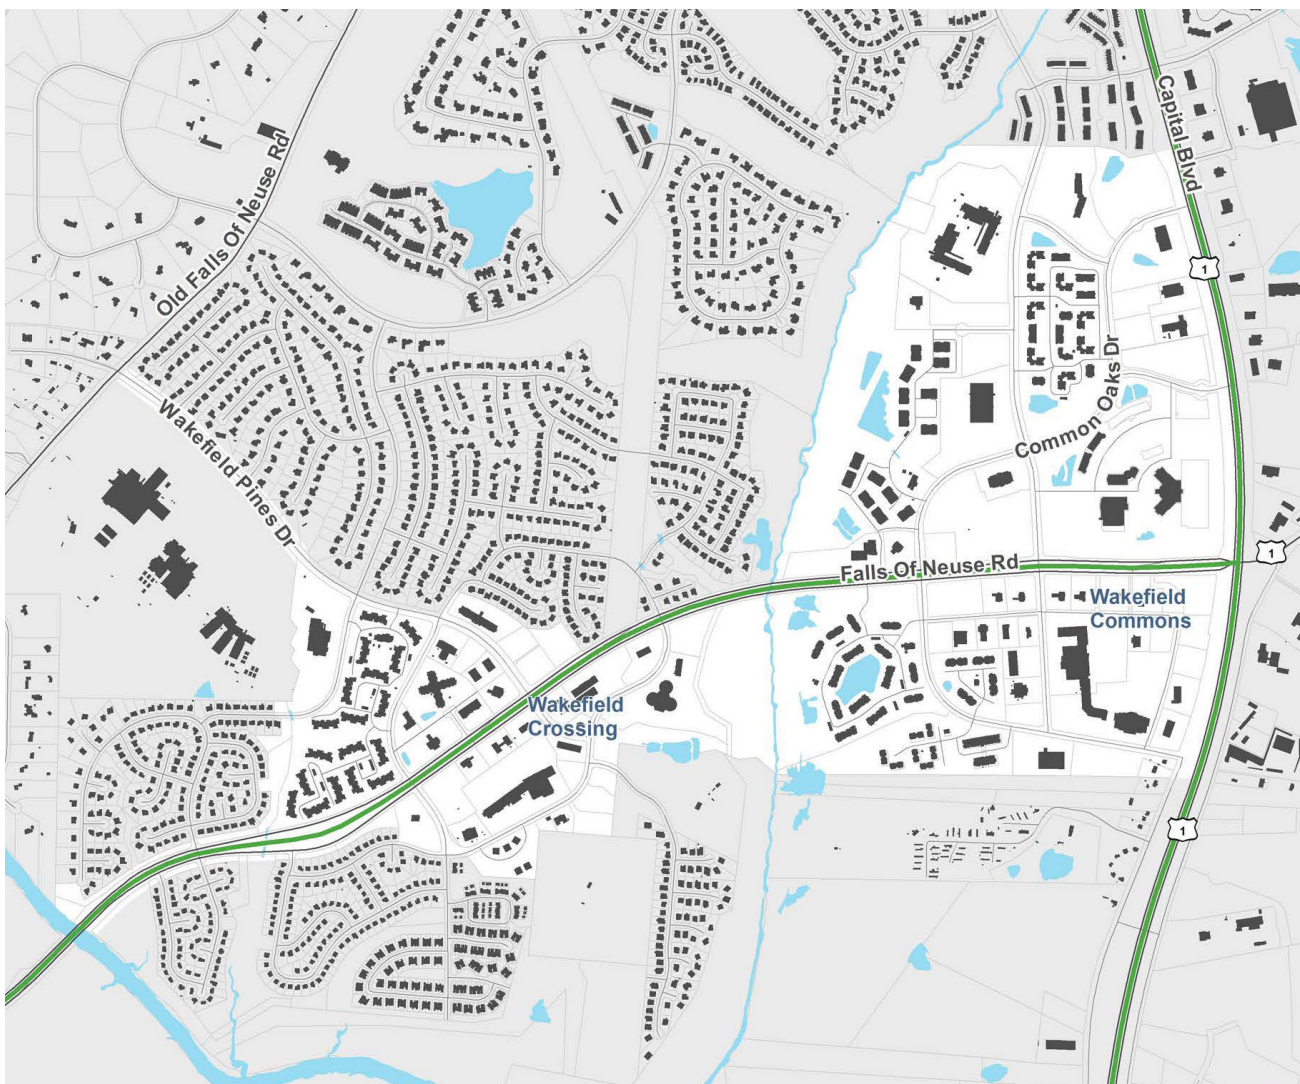 Capital Blvd
Old Falls Of Neuse Rd
1
Common Oaks Dr
Wakefield Pines Dr
1
Falls Of Neuse Rd
Wakefield
Commons
Wakefield
Crossing
1